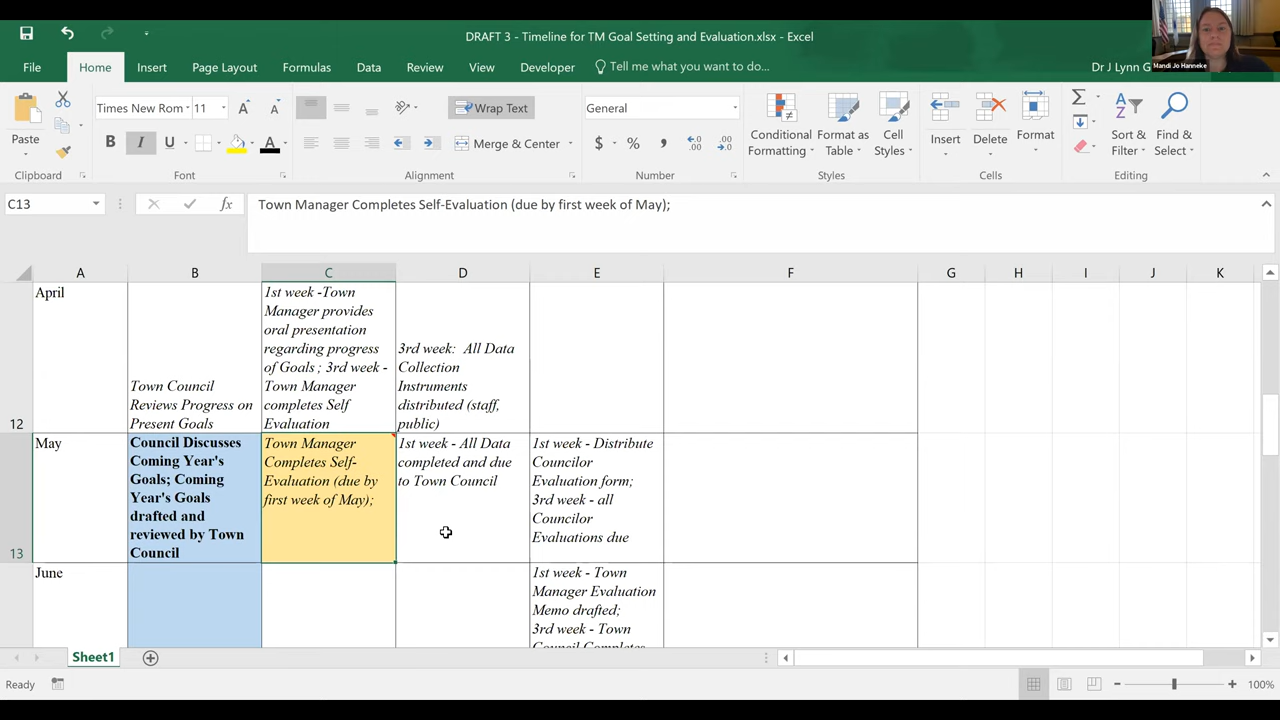 DRAFT 3 - Timeline for TM Goal Setting and Evaluation.xlsx - Excel
Mandi Jo Hanneke
File
Home
Insert
Page Layout
Formulas
Data
Review
View
Developer
Tell me what you want to do...
Dr J Lynn G
Paste
Times New Rom
11
Wrap Text
Merge & Center
General
Conditional
Formatting
Format as
Table
Cell
Styles
Insert
Delete
Format
Sort &
Filter
Find &
Select
Clipboard
Font
Alignment
Number
Styles
Cells
Editing
C13
fx
Town Manager Completes Self-Evaluation (due by first week of May);
A
B
C
D
E
F
G
H
I
J
K
12
April
Town Council
Reviews Progress on
Present Goals
1st week -Town
Manager provides
oral presentation
regarding progress
of Goals ; 3rd week -
Town Manager
completes Self
Evaluation
3rd week: All Data
Collection
Instruments
distributed (staff,
public)
13
May
Council Discusses
Coming Year's
Goals; Coming
Year's Goals
drafted and
reviewed by Town
Council
Town Manager
Completes Self-
Evaluation (due by
first week of May);
1st week - All Data
completed and due
to Town Council
1st week - Distribute
Councilor
Evaluation form;
3rd week - all
Councilor
Evaluations due
June
1st week - Town
Manager Evaluation
Memo drafted;
3rd week - Town
Council Completes
Sheet1
Ready
100%